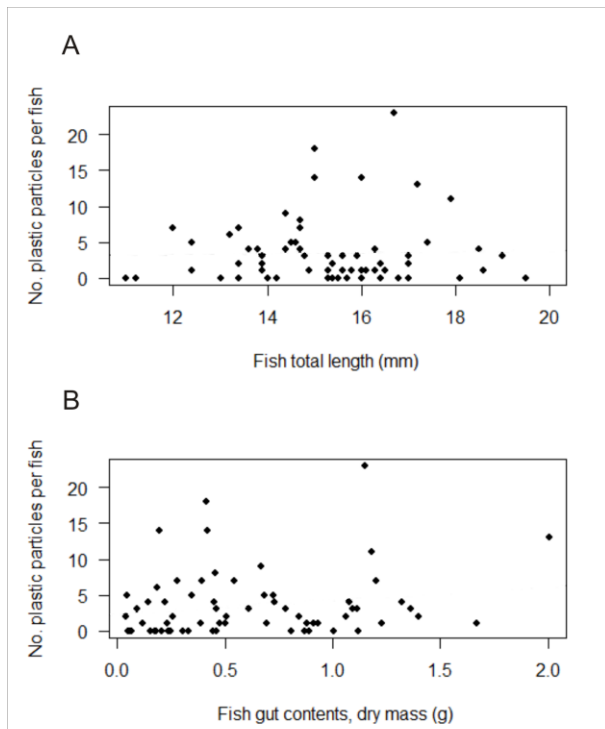 A
No. plastic particles per fish
20
15
10
5
0
12 14 16 18 20
Fish total length (mm)
B
No. plastic particles per fish
20
15
10
5
0
0.0 0.5 1.0 1.5 2.0
Fish gut contents, dry mass (g)